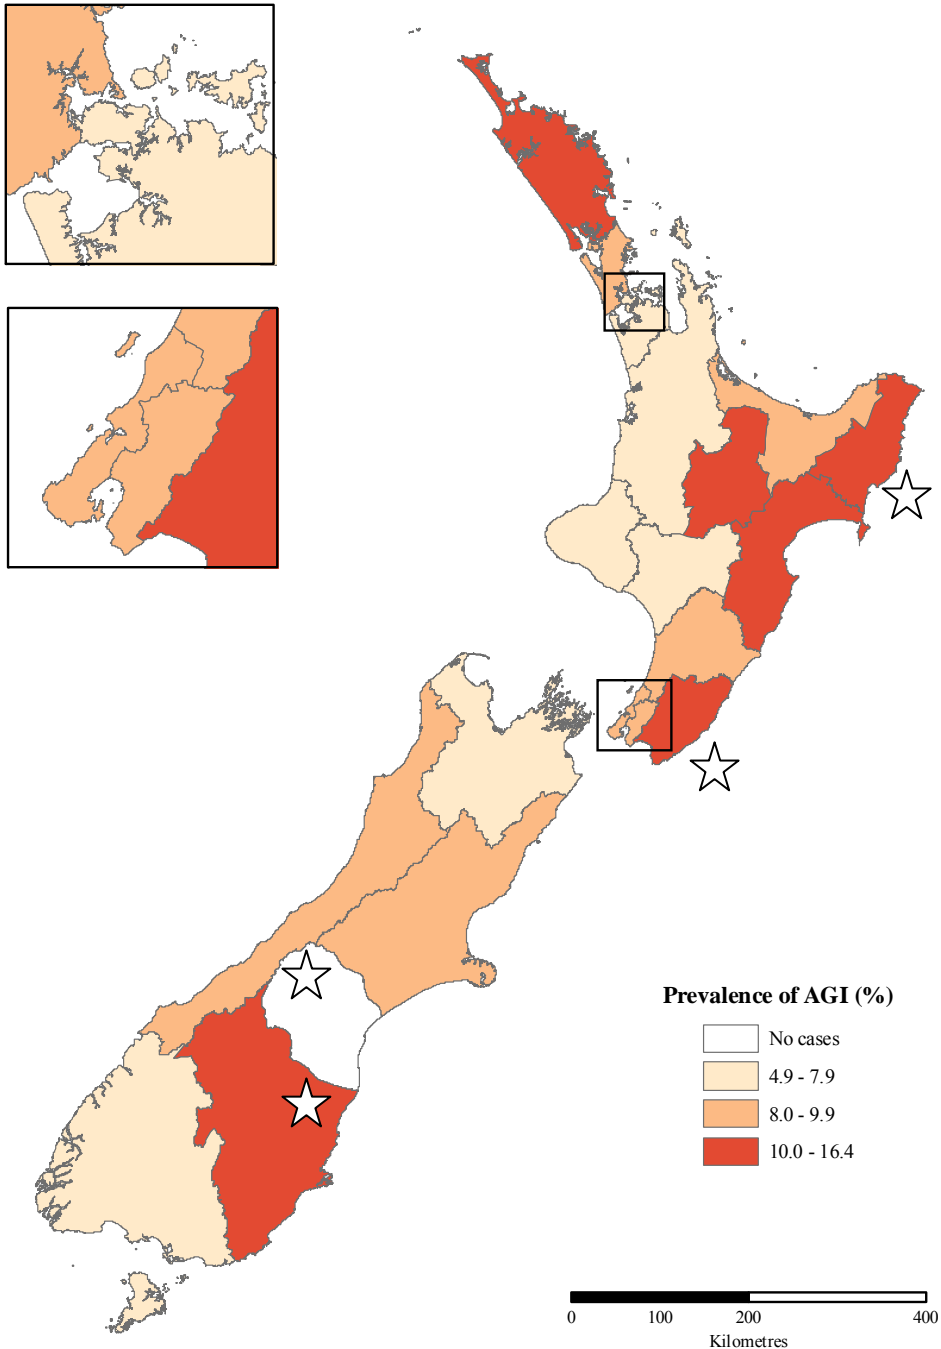 Prevalence of AGI (%)
No cases
4.9 - 7.9
8.0 - 9.9
10.0 - 16.4
0 100 200 400
Kilometres